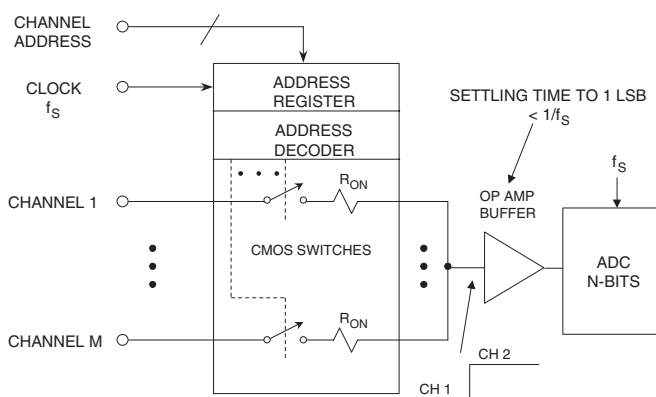 CHANNEL
ADDRESS
CLOCK
fS
ADDRESS
REGISTER
ADDRESS
DECODER
SETTLING TIME TO 1 LSB
< 1/fS
fS
OP AMP
BUFFER
CHANNEL 1
RON
CMOS SWITCHES
ADC
N-BITS
CHANNEL M
RON
CH 2
CH 1